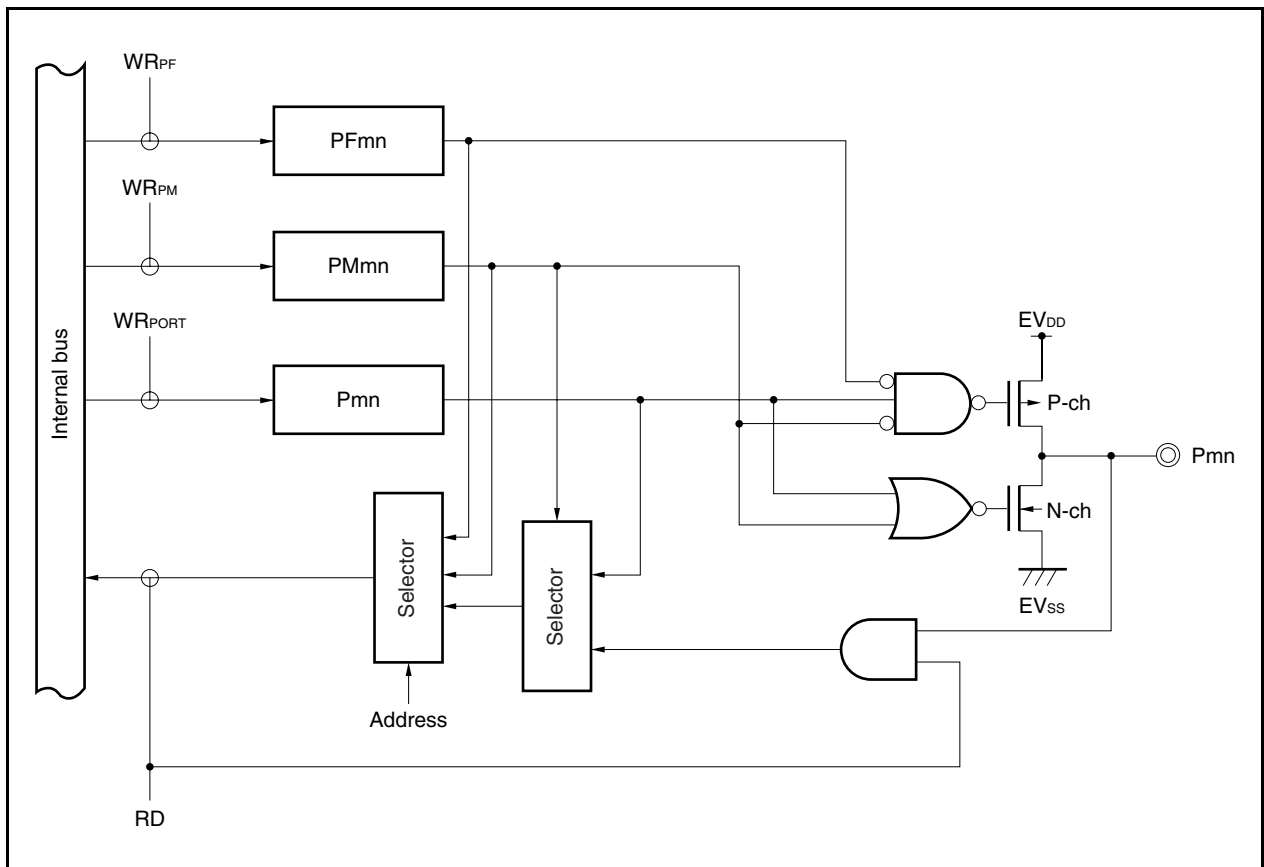 WRPF
PFmn
WRPM
PMmn
WRPORT
Pmn
Internal bus
EVDD
P-ch
Pmn
N-ch
EVSS
Selector
Selector
Address
RD